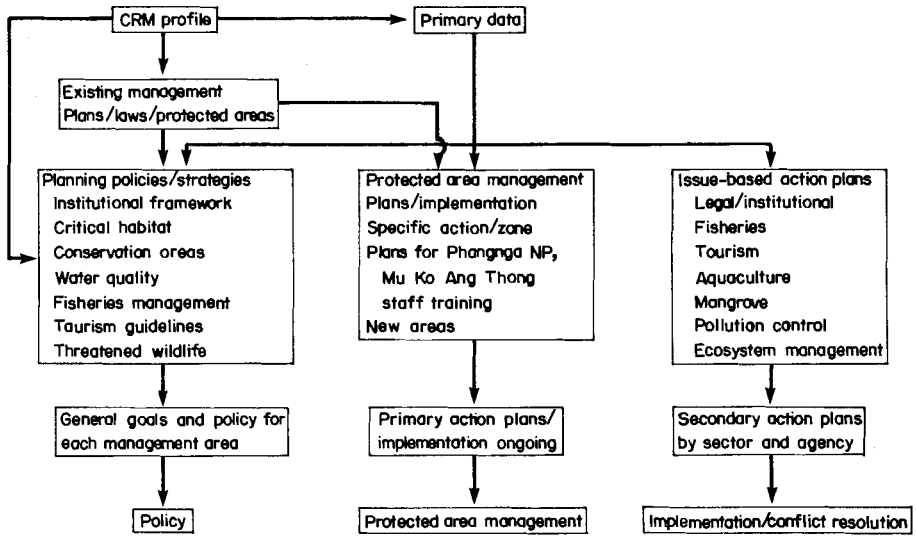 CRM profile
Primary data
Existing management
Plans/laws/protected areas
Planning policies/strategies
Institutional framework
Critical habitat
Conservation oreas
Water quality
Fisheries management
Taurism guidelines
Threatened wildlife
Protected area management
Plans/implementation
Specific action/zone
Plans for Phangnga NP,
Mu Ko Ang Thong
staff training
New areas
Issue-based action plans
Legal/institutional
Fisheries
Tourism
Aquaculture
Mangrove
Pollution control
Ecosystem management
General goals and policy for
each management area
Primary action plans/
implementation ongoing
Secondary action plans
by sector and agency
Policy
Protected area management
Implementation/conflict resolution